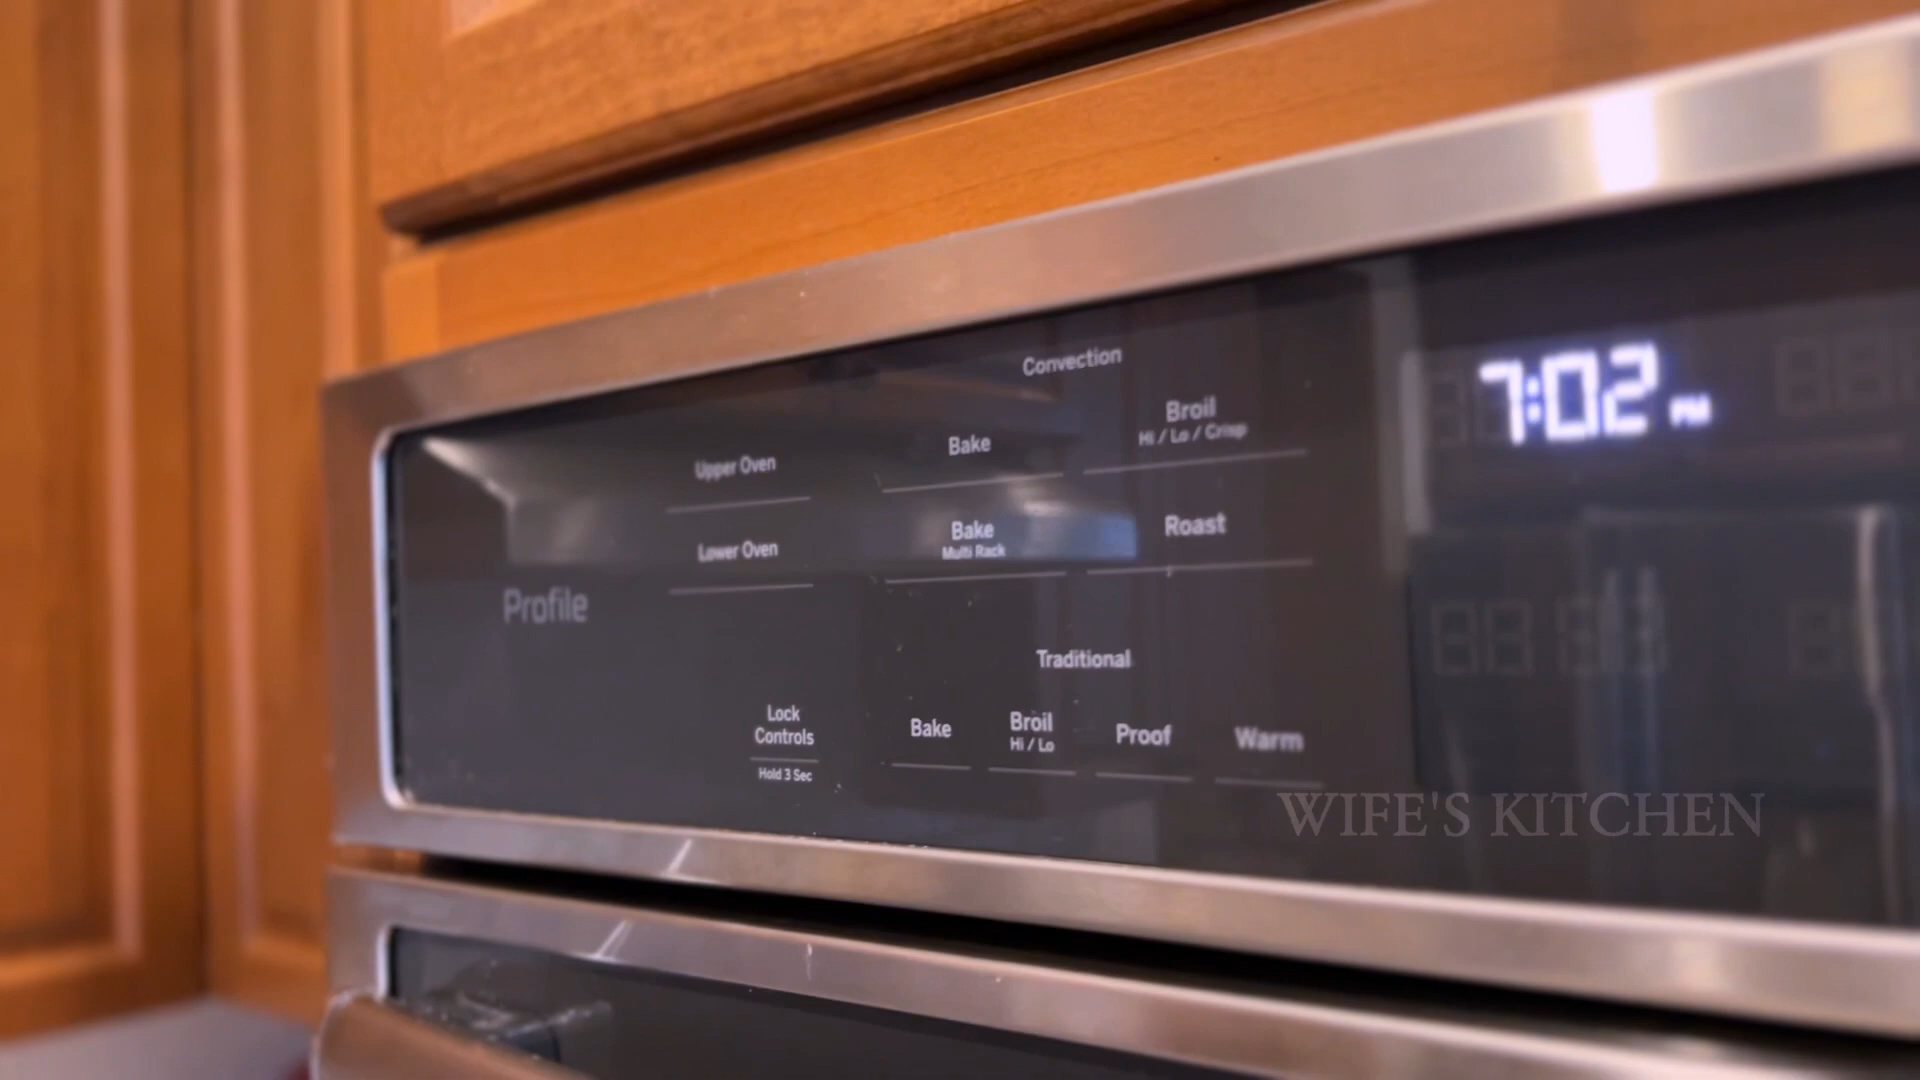 Convection
7:02 PM
Upper Oven
Bake
Broil
Hi / Lo / Crisp
Lower Oven
Bake
Multi Rack
Roast
Profile
Traditional
Lock
Controls
Hold 3 Sec
Bake
Broil
Hi / Lo
Proof
Warm
WIFE'S KITCHEN